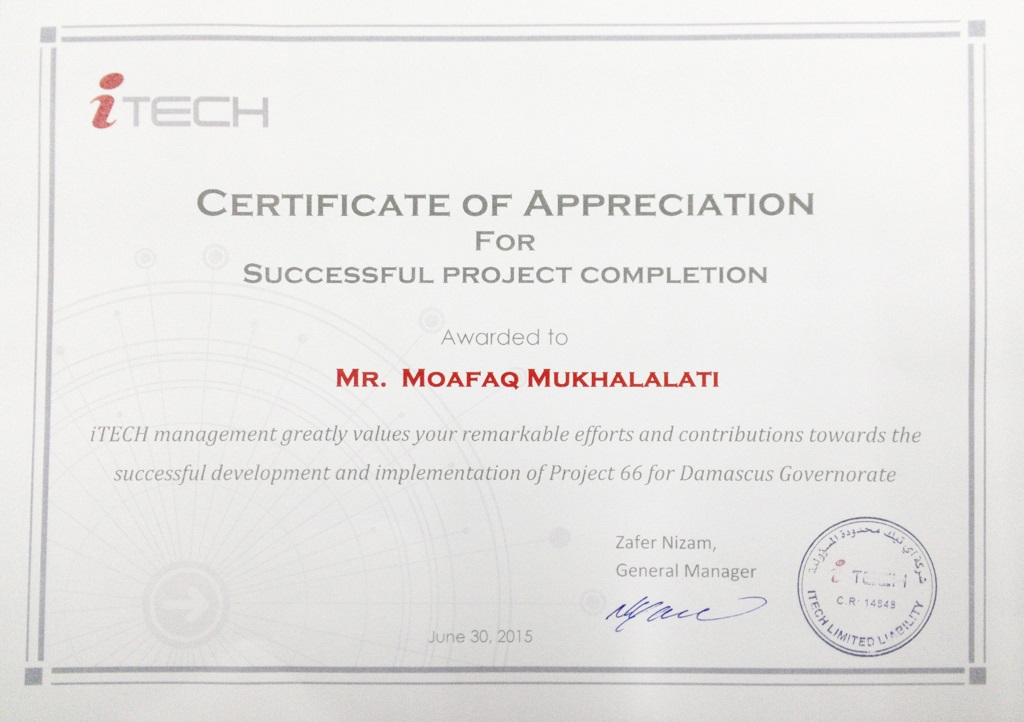 iTECH
CERTIFICATE OF APPRECIATION
FOR
SUCCESSFUL PROJECT COMPLETION
Awarded to
MR. MOAFAQ MUKHALALATI
iTECH management greatly values your remarkable efforts and contributions towards the
successful development and implementation of Project 66 for Damascus Governorate
Zafer Nizam,
General Manager
June 30, 2015
شركة اي تيك محدودة المسؤولية
iTECH
C.R: 14848
ITECH LIMITED LIABILITY